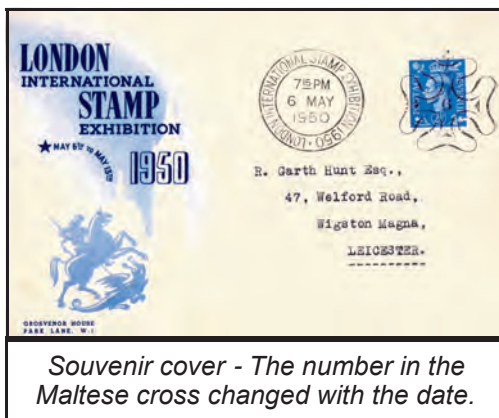 LONDON
INTERNATIONAL
STAMP
EXHIBITION
★ MAY 6TH TO MAY 13TH
1950
GROSVENOR HOUSE
PARK LANE, W.1
LONDON·INTERNATIONAL STAMP EXHIBITION 1950·
715 PM
6 MAY
1950
R. Garth Hunt Esq.,
47, Welford Road,
Wigston Magna,
LEICESTER.
Souvenir cover - The number in the
Maltese cross changed with the date.